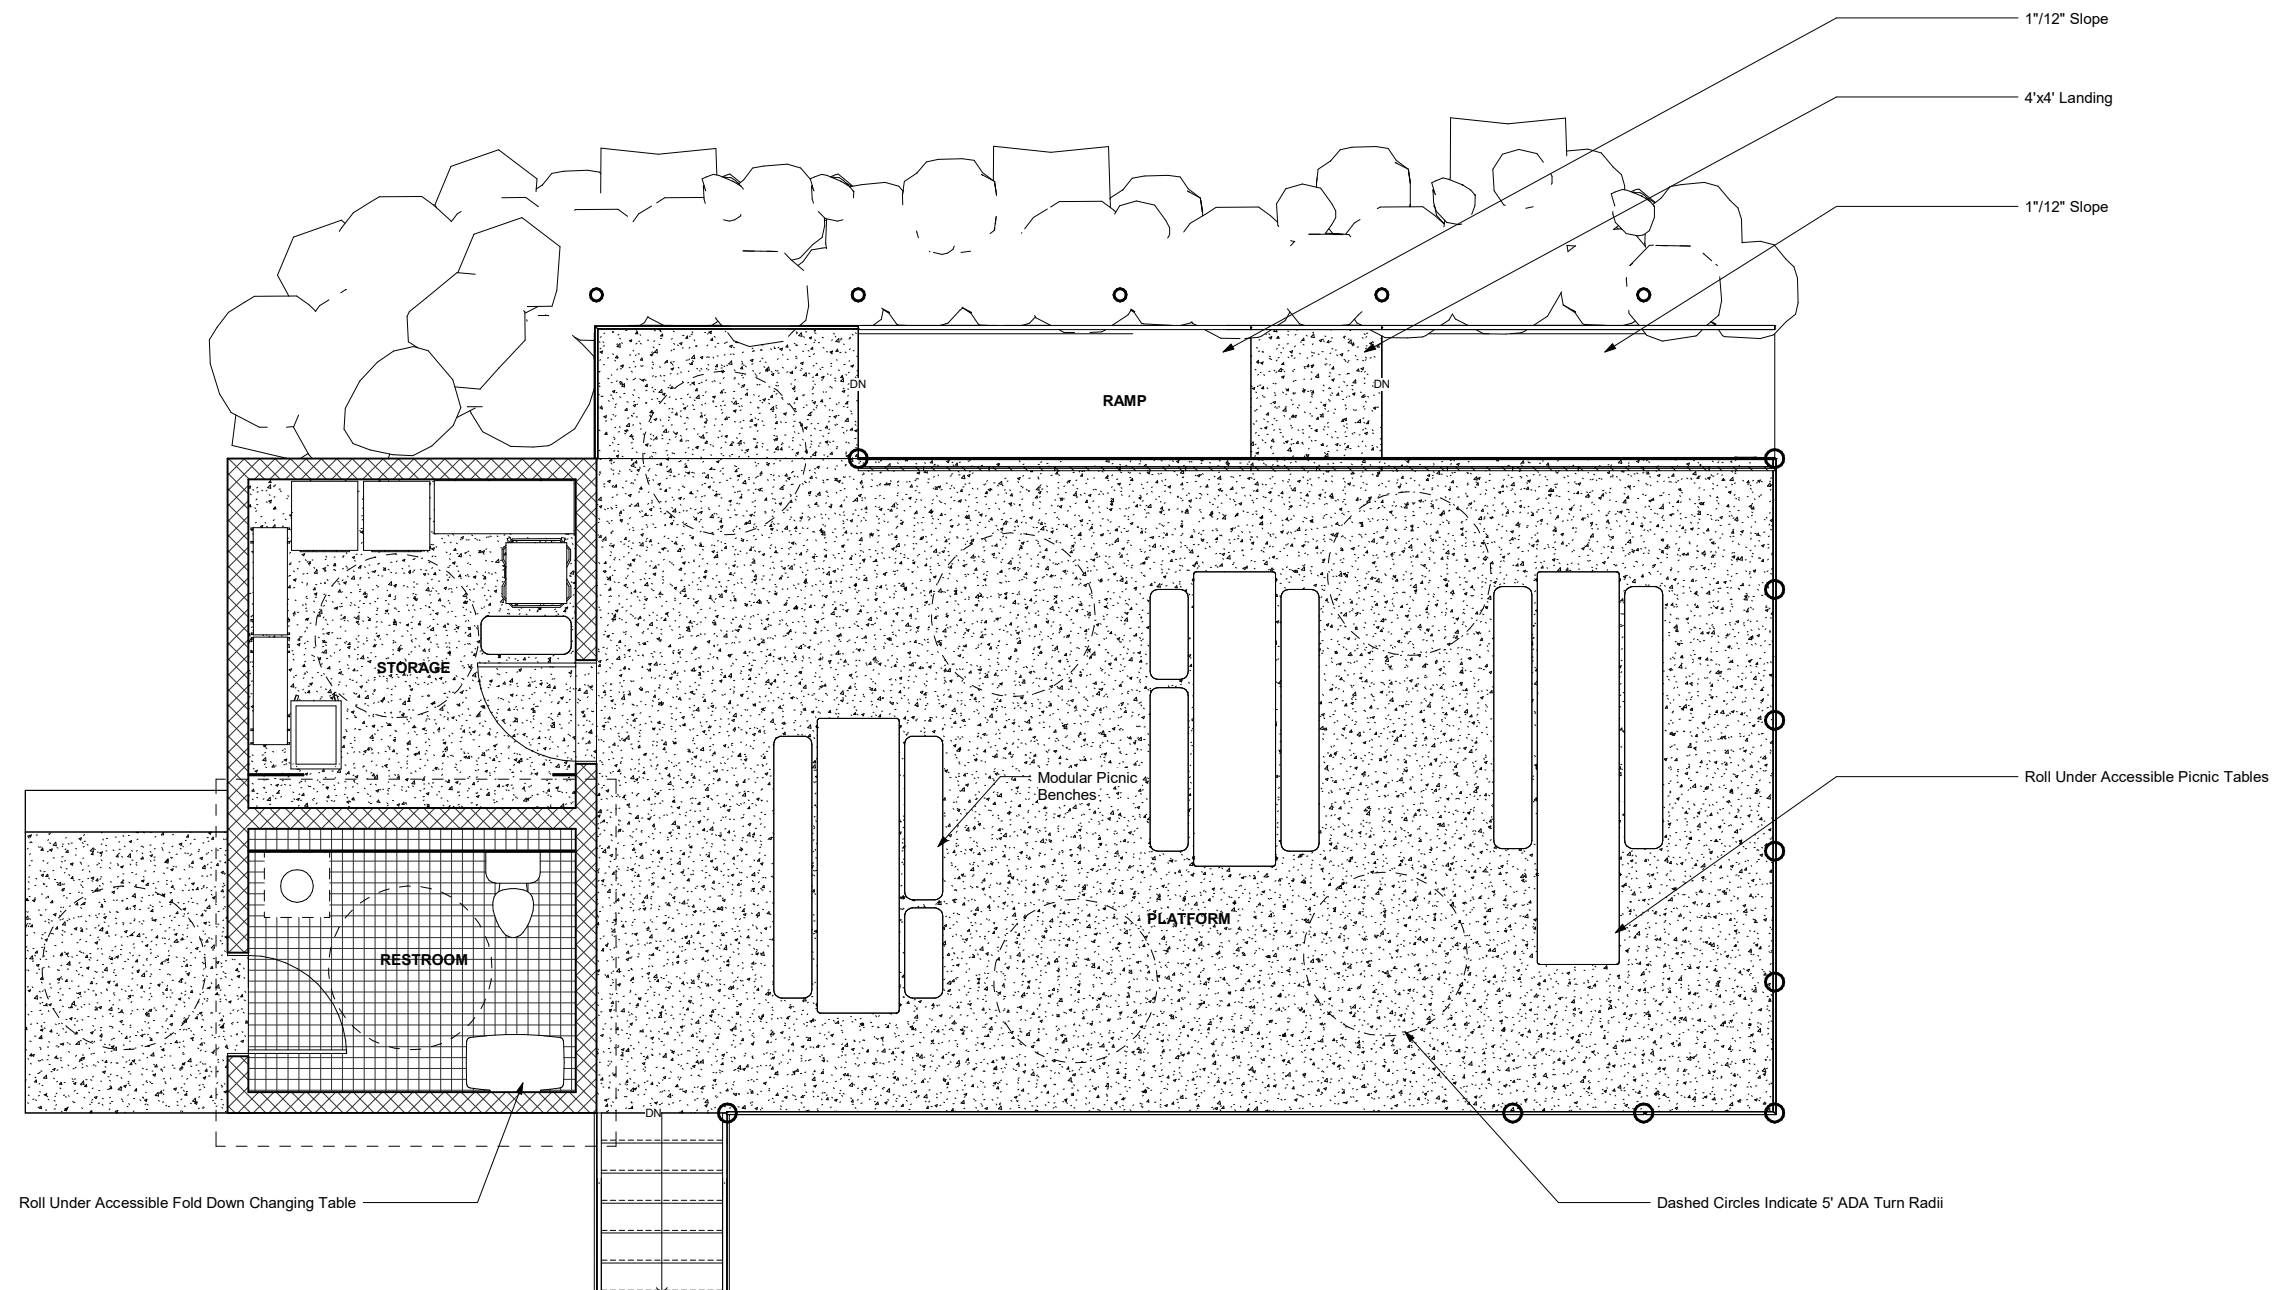 1"/12" Slope
4'x4' Landing
1"/12" Slope
DN
DN
RAMP
STORAGE
Modular Picnic
Benches
Roll Under Accessible Picnic Tables
PLATFORM
RESTROOM
DN
Roll Under Accessible Fold Down Changing Table
Dashed Circles Indicate 5' ADA Turn Radii